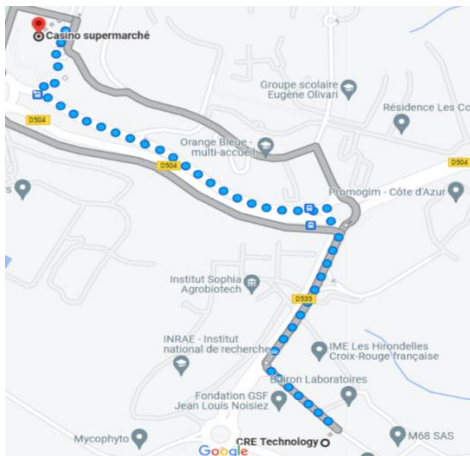 Casino supermarché
Groupe scolaire
Eugène Olivari
Résidence Les Co
D504
Orange Bleue -
multi-accueil
D504
D504
Promogim - Côte d'Azur
Institut Sophia
Agrobiotech
D535
INRAE - Institut
national de recherche
IME Les Hirondelles
Croix-Rouge française
Boiron Laboratoires
Fondation GSF
Jean Louis Noisiez
Mycophyto
CRE Technology
M68 SAS
Google